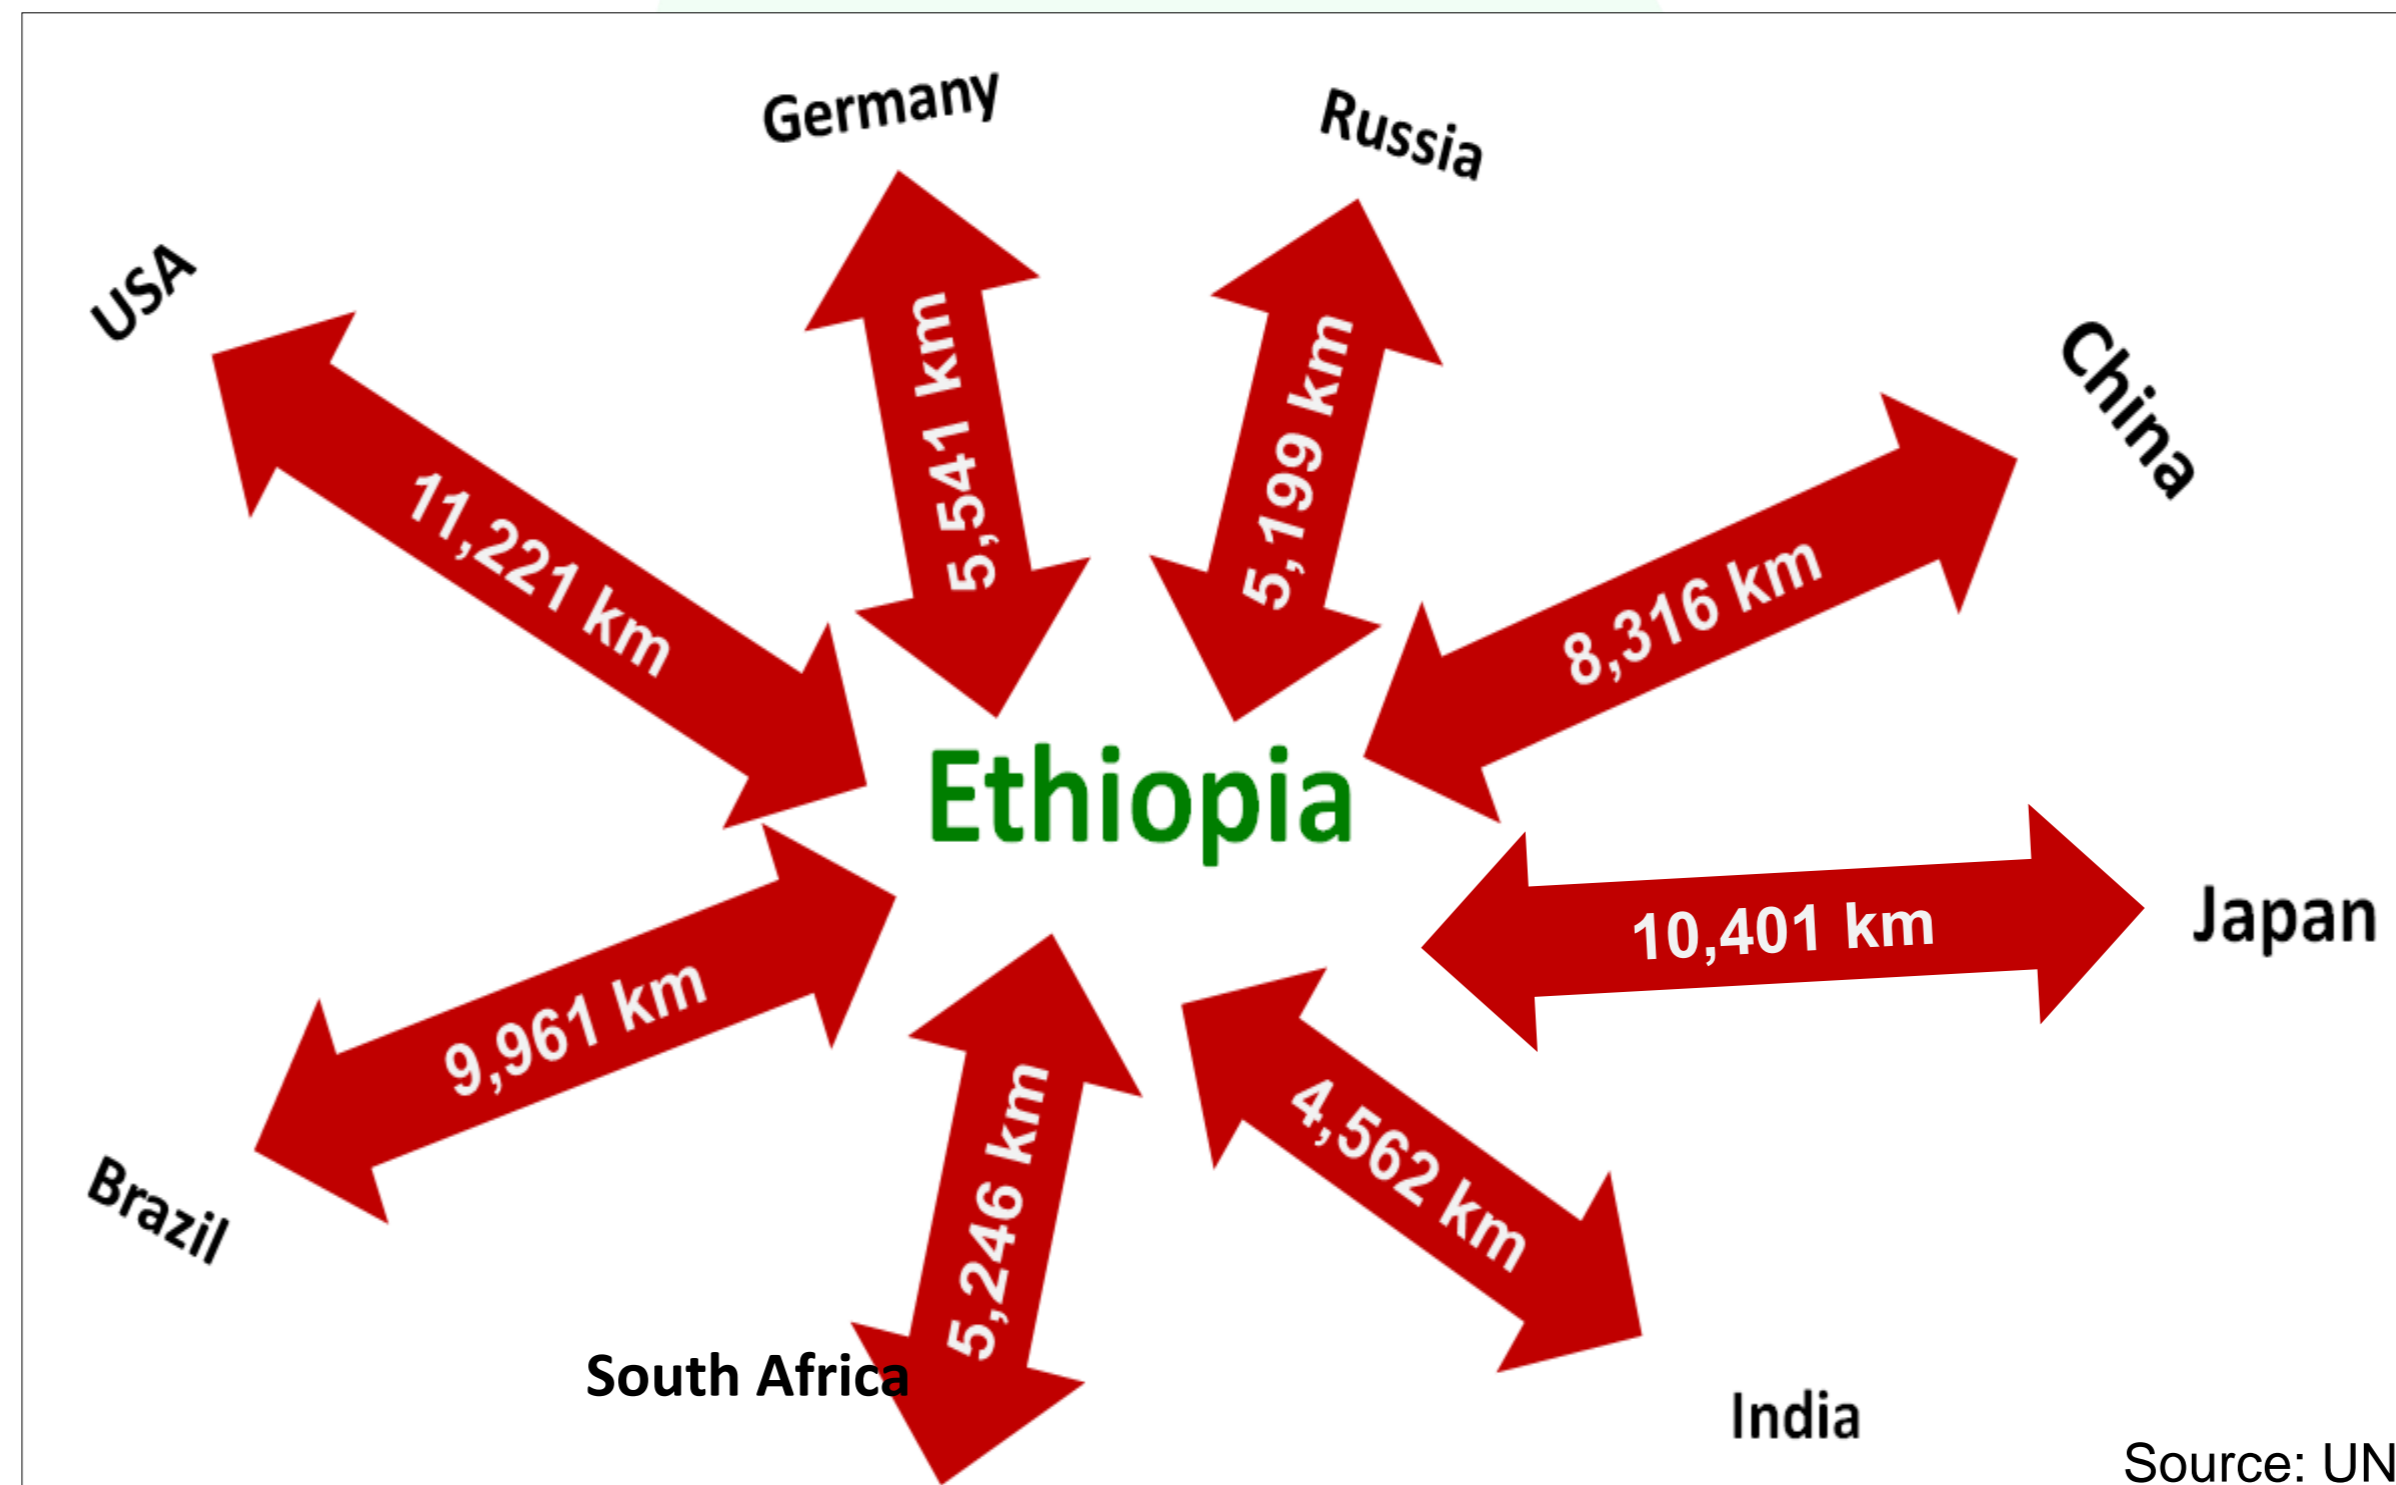 Germany
Russia
USA
China
5,541 km
5,199 km
11,221 km
8,316 km
Ethiopia
Japan
10,401 km
9,961 km
4,562 km
5,246 km
Brazil
South Africa
India
Source: UN